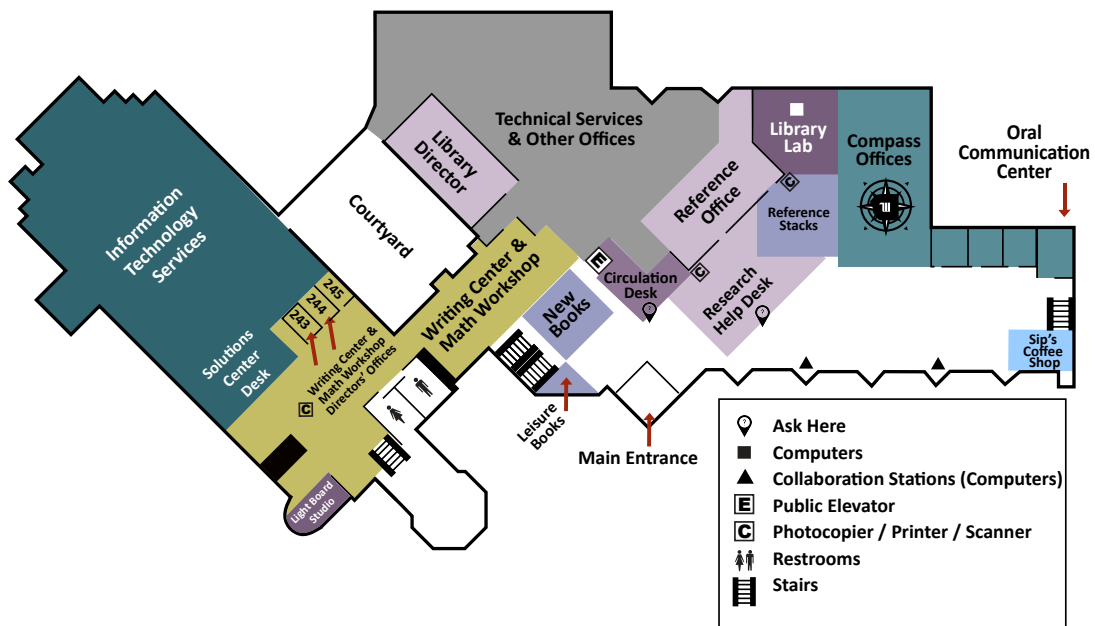 Technical Services
& Other Offices
Library
Director
Library
Lab
Compass
Offices
Oral
Communication
Center
Information
Technology
Services
Courtyard
Reference
Office
C
Reference
Stacks
245
244
243
Writing Center &
Math Workshop
E
Circulation
Desk
?
C
Research
Help Desk
?
New
Books
Solutions
Center
Desk
Writing Center &
Math Workshop
Directors' Offices
C
Sip's
Coffee
Shop
Leisure
Books
Main Entrance
Light Board
Studio
? Ask Here
Computers
Collaboration Stations (Computers)
E Public Elevator
C Photocopier / Printer / Scanner
Restrooms
Stairs